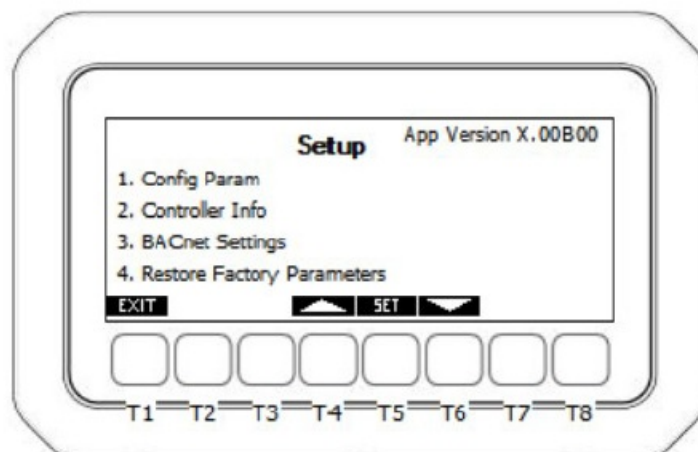 Setup
App Version X.00B00
1. Config Param
2. Controller Info
3. BACnet Settings
4. Restore Factory Parameters
EXIT SET
T1 T2 T3 T4 T5 T6 T7 T8